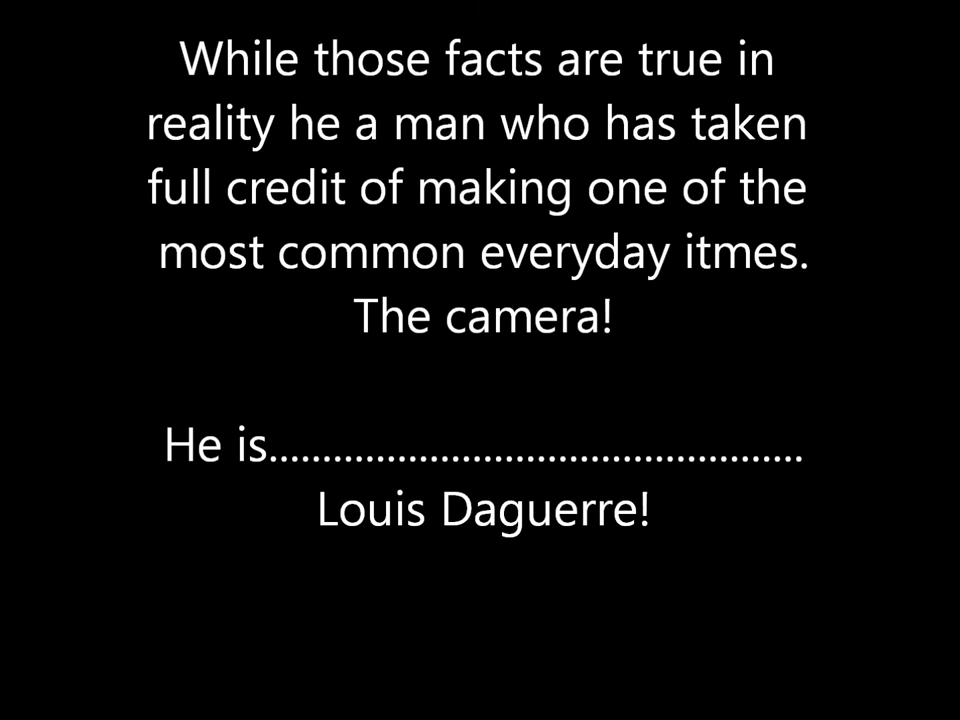 While those facts are true in
reality he a man who has taken
full credit of making one of the
most common everyday itmes.
The camera!
He is..................................................
Louis Daguerre!